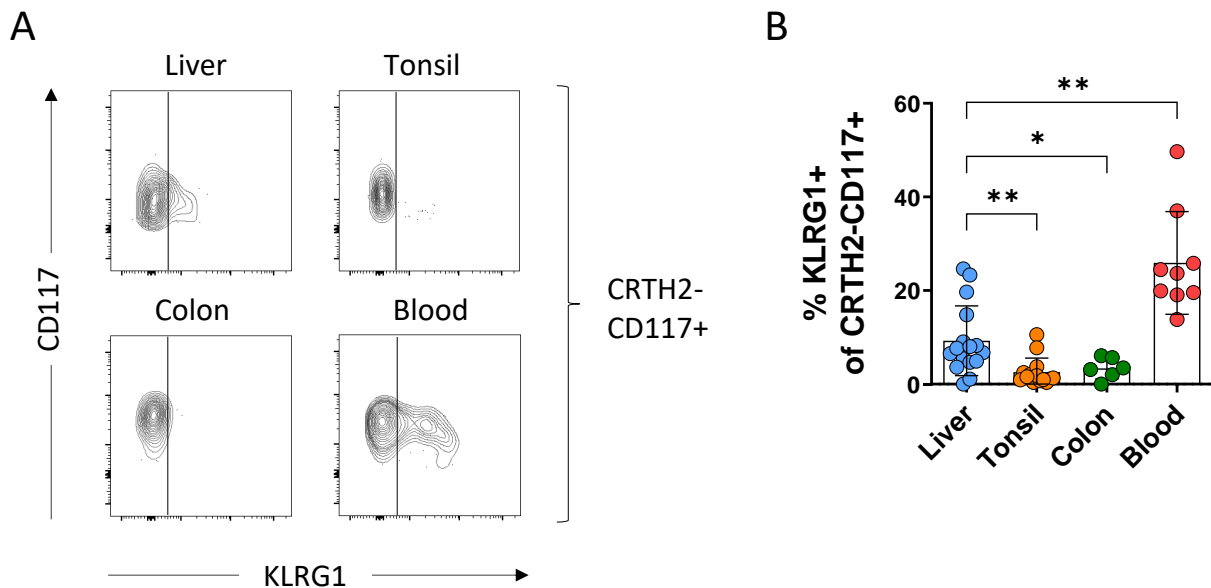 A
Liver
Tonsil
CD117
Colon
Blood
CRTH2-
CD117+
KLRG1
B
% KLRG1+
of CRTH2-CD117+
60
40
20
0
**
*
**
Liver
Tonsil
Colon
Blood